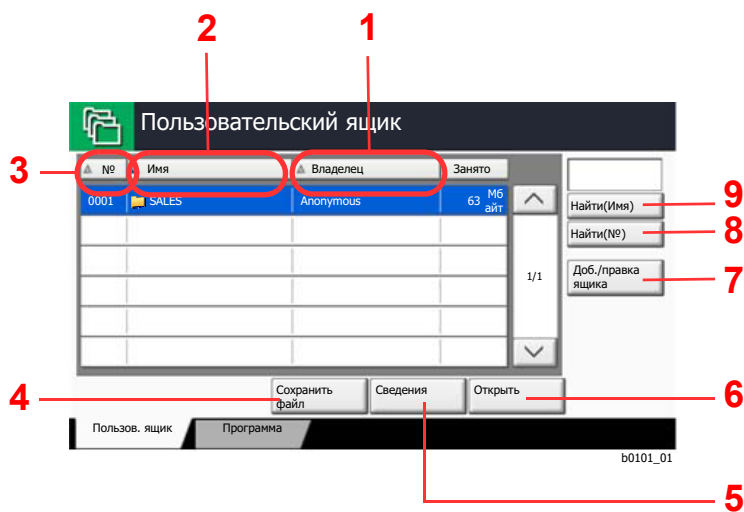 2
1
Пользовательский ящик
3
№ Имя Владелец Занято
0001 SALES Anonymous 63 Мб
айт
9
Найти(Имя)
8
Найти(№)
7
Доб./правка
ящика
1/1
4
Сохранить
файл
Сведения
Открыть
6
Пользов. ящик Программа
b0101_01
5